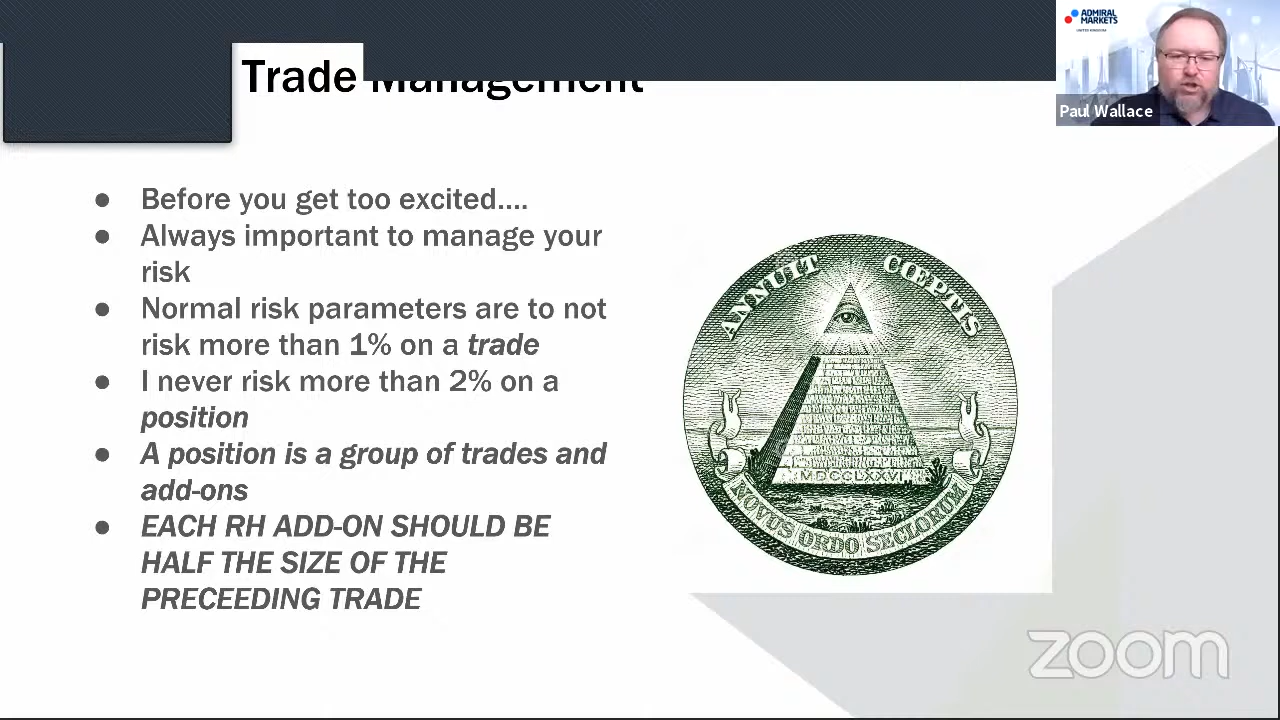 Trade Management
ADMIRAL
MARKETS
UNITED KINGDOM
Paul Wallace
● Before you get too excited....
● Always important to manage your
risk
● Normal risk parameters are to not
risk more than 1% on a trade
● I never risk more than 2% on a
position
● A position is a group of trades and
add-ons
● EACH RH ADD-ON SHOULD BE
HALF THE SIZE OF THE
PRECEEDING TRADE
ANNUIT CŒPTIS
MDCCLXXVI
NOVUS ORDO SECLORUM
zoom